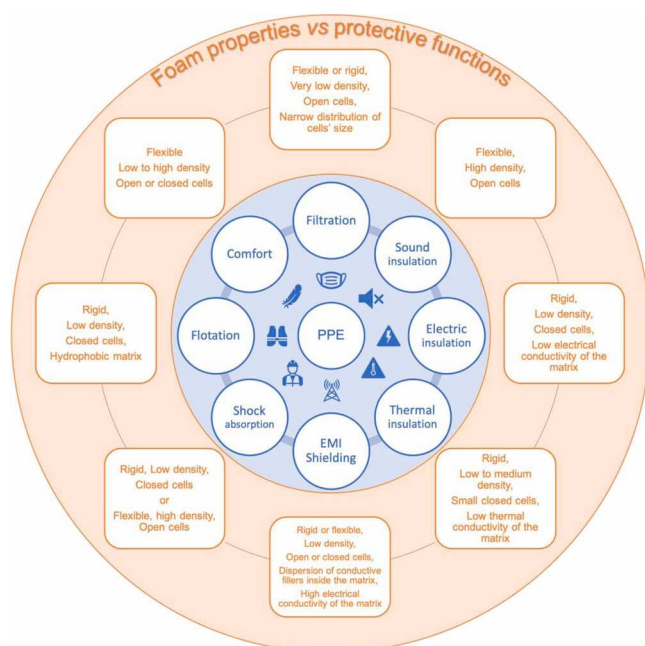 Foam properties vs protective functions
Flexible or rigid,
Very low density,
Open cells,
Narrow distribution of
cells' size
Flexible
Low to high density
Open or closed cells
Flexible,
High density,
Open cells
Filtration
Comfort
Sound
insulation
Rigid,
Low density,
Closed cells,
Hydrophobic matrix
Flotation
PPE
Electric
insulation
Rigid,
Low density,
Closed cells,
Low electrical
conductivity of the
matrix
Shock
absorption
EMI
Shielding
Thermal
insulation
Rigid, Low density,
Closed cells
or
Flexible, high density,
Open cells
Rigid or flexible,
Low density,
Open or closed cells,
Dispersion of conductive
fillers inside the matrix,
High electrical
conductivity of the matrix
Rigid,
Low to medium
density,
Small closed cells,
Low thermal
conductivity of the
matrix